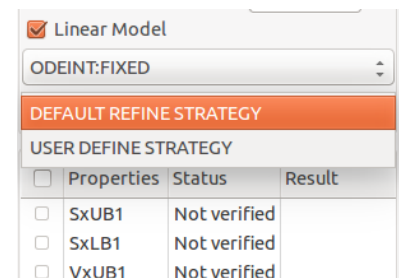 Linear Model
ODEINT:FIXED
DEFAULT REFINE STRATEGY
USER DEFINE STRATEGY
Properties Status Result
SxUB1 Not verified
SxLB1 Not verified
VxUB1 Not verified